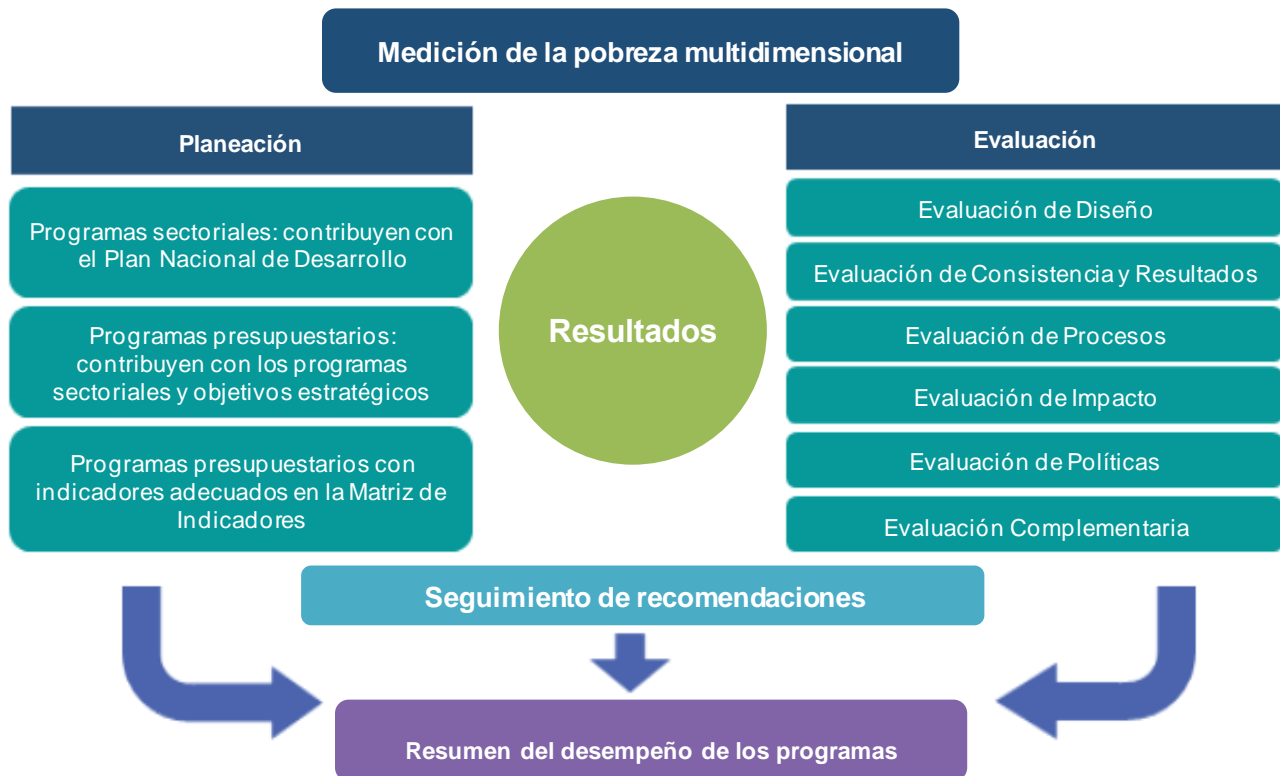 Medición de la pobreza multidimensional
Planeación
Programas sectoriales: contribuyen con
el Plan Nacional de Desarrollo
Programas presupuestarios:
contribuyen con los programas
sectoriales y objetivos estratégicos
Programas presupuestarios con
indicadores adecuados en la Matriz de
Indicadores
Resultados
Evaluación
Evaluación de Diseño
Evaluación de Consistencia y Resultados
Evaluación de Procesos
Evaluación de Impacto
Evaluación de Políticas
Evaluación Complementaria
Seguimiento de recomendaciones
Resumen del desempeño de los programas